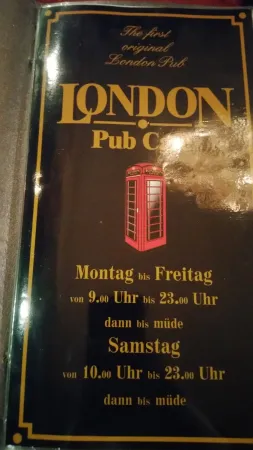 The first
original
London Pub
LONDON
Pub
Montag bis Freitag
von 9.00 Uhr bis 23.00 Uhr
dann bis müde
Samstag
von 10.00 Uhr bis 23.00 Uhr
dann bis müde